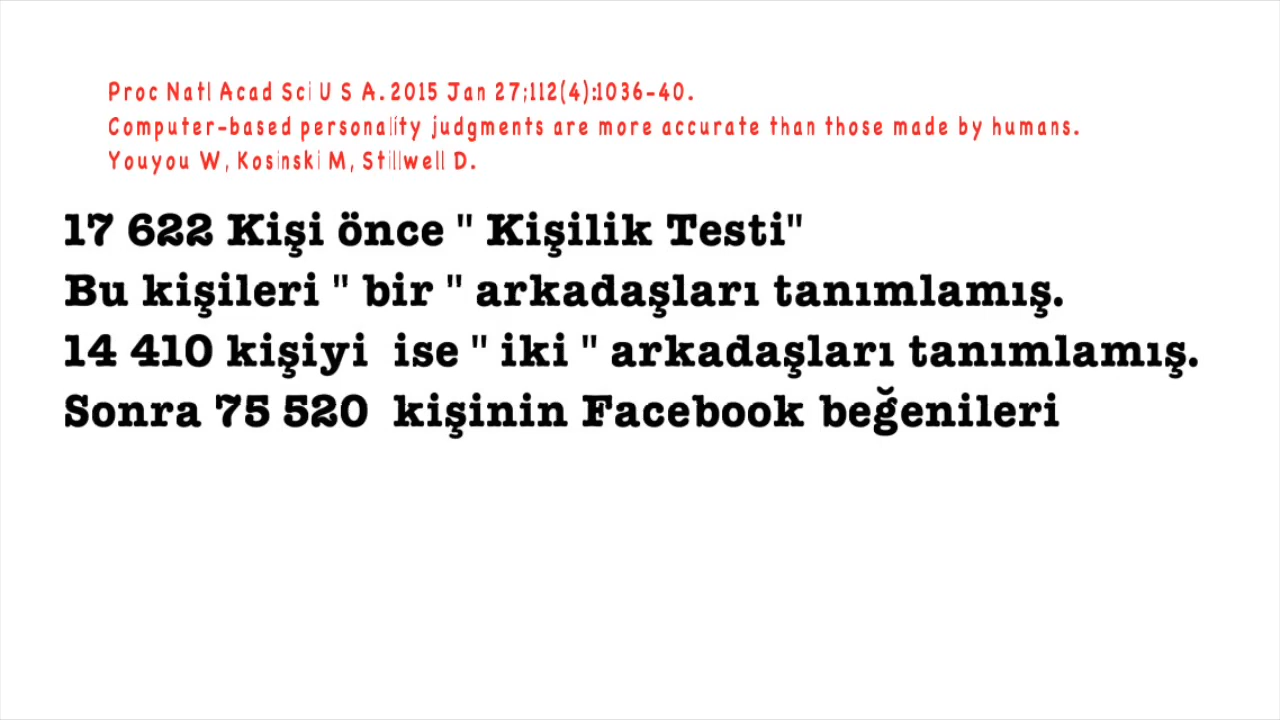 Proc Natl Acad Sci U S A. 2015 Jan 27;112(4):1036-40.
Computer-based personality judgments are more accurate than those made by humans.
Youyou W, Kosinski M, Stillwell D.
17 622 Kişi önce " Kişilik Testi"
Bu kişileri " bir " arkadaşları tanımlamış.
14 410 kişiyi  ise " iki " arkadaşları tanımlamış.
Sonra 75 520  kişinin Facebook beğenileri